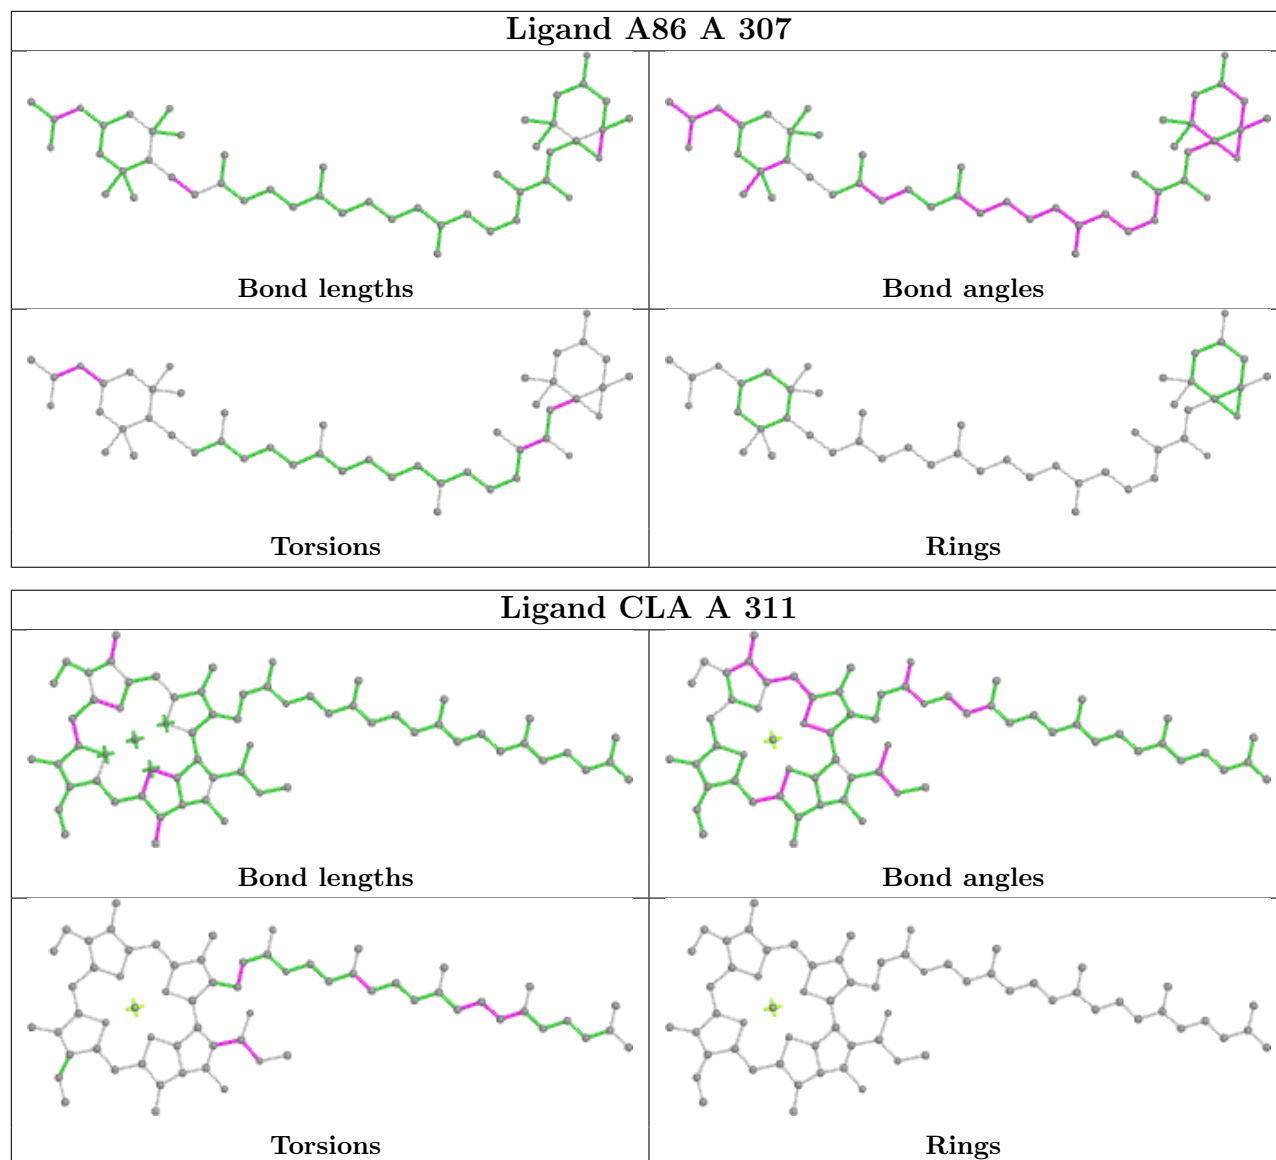 Ligand A86 A 307
Bond lengths
Bond angles
Torsions
Rings
Ligand CLA A 311
Bond lengths
Bond angles
Torsions
Rings